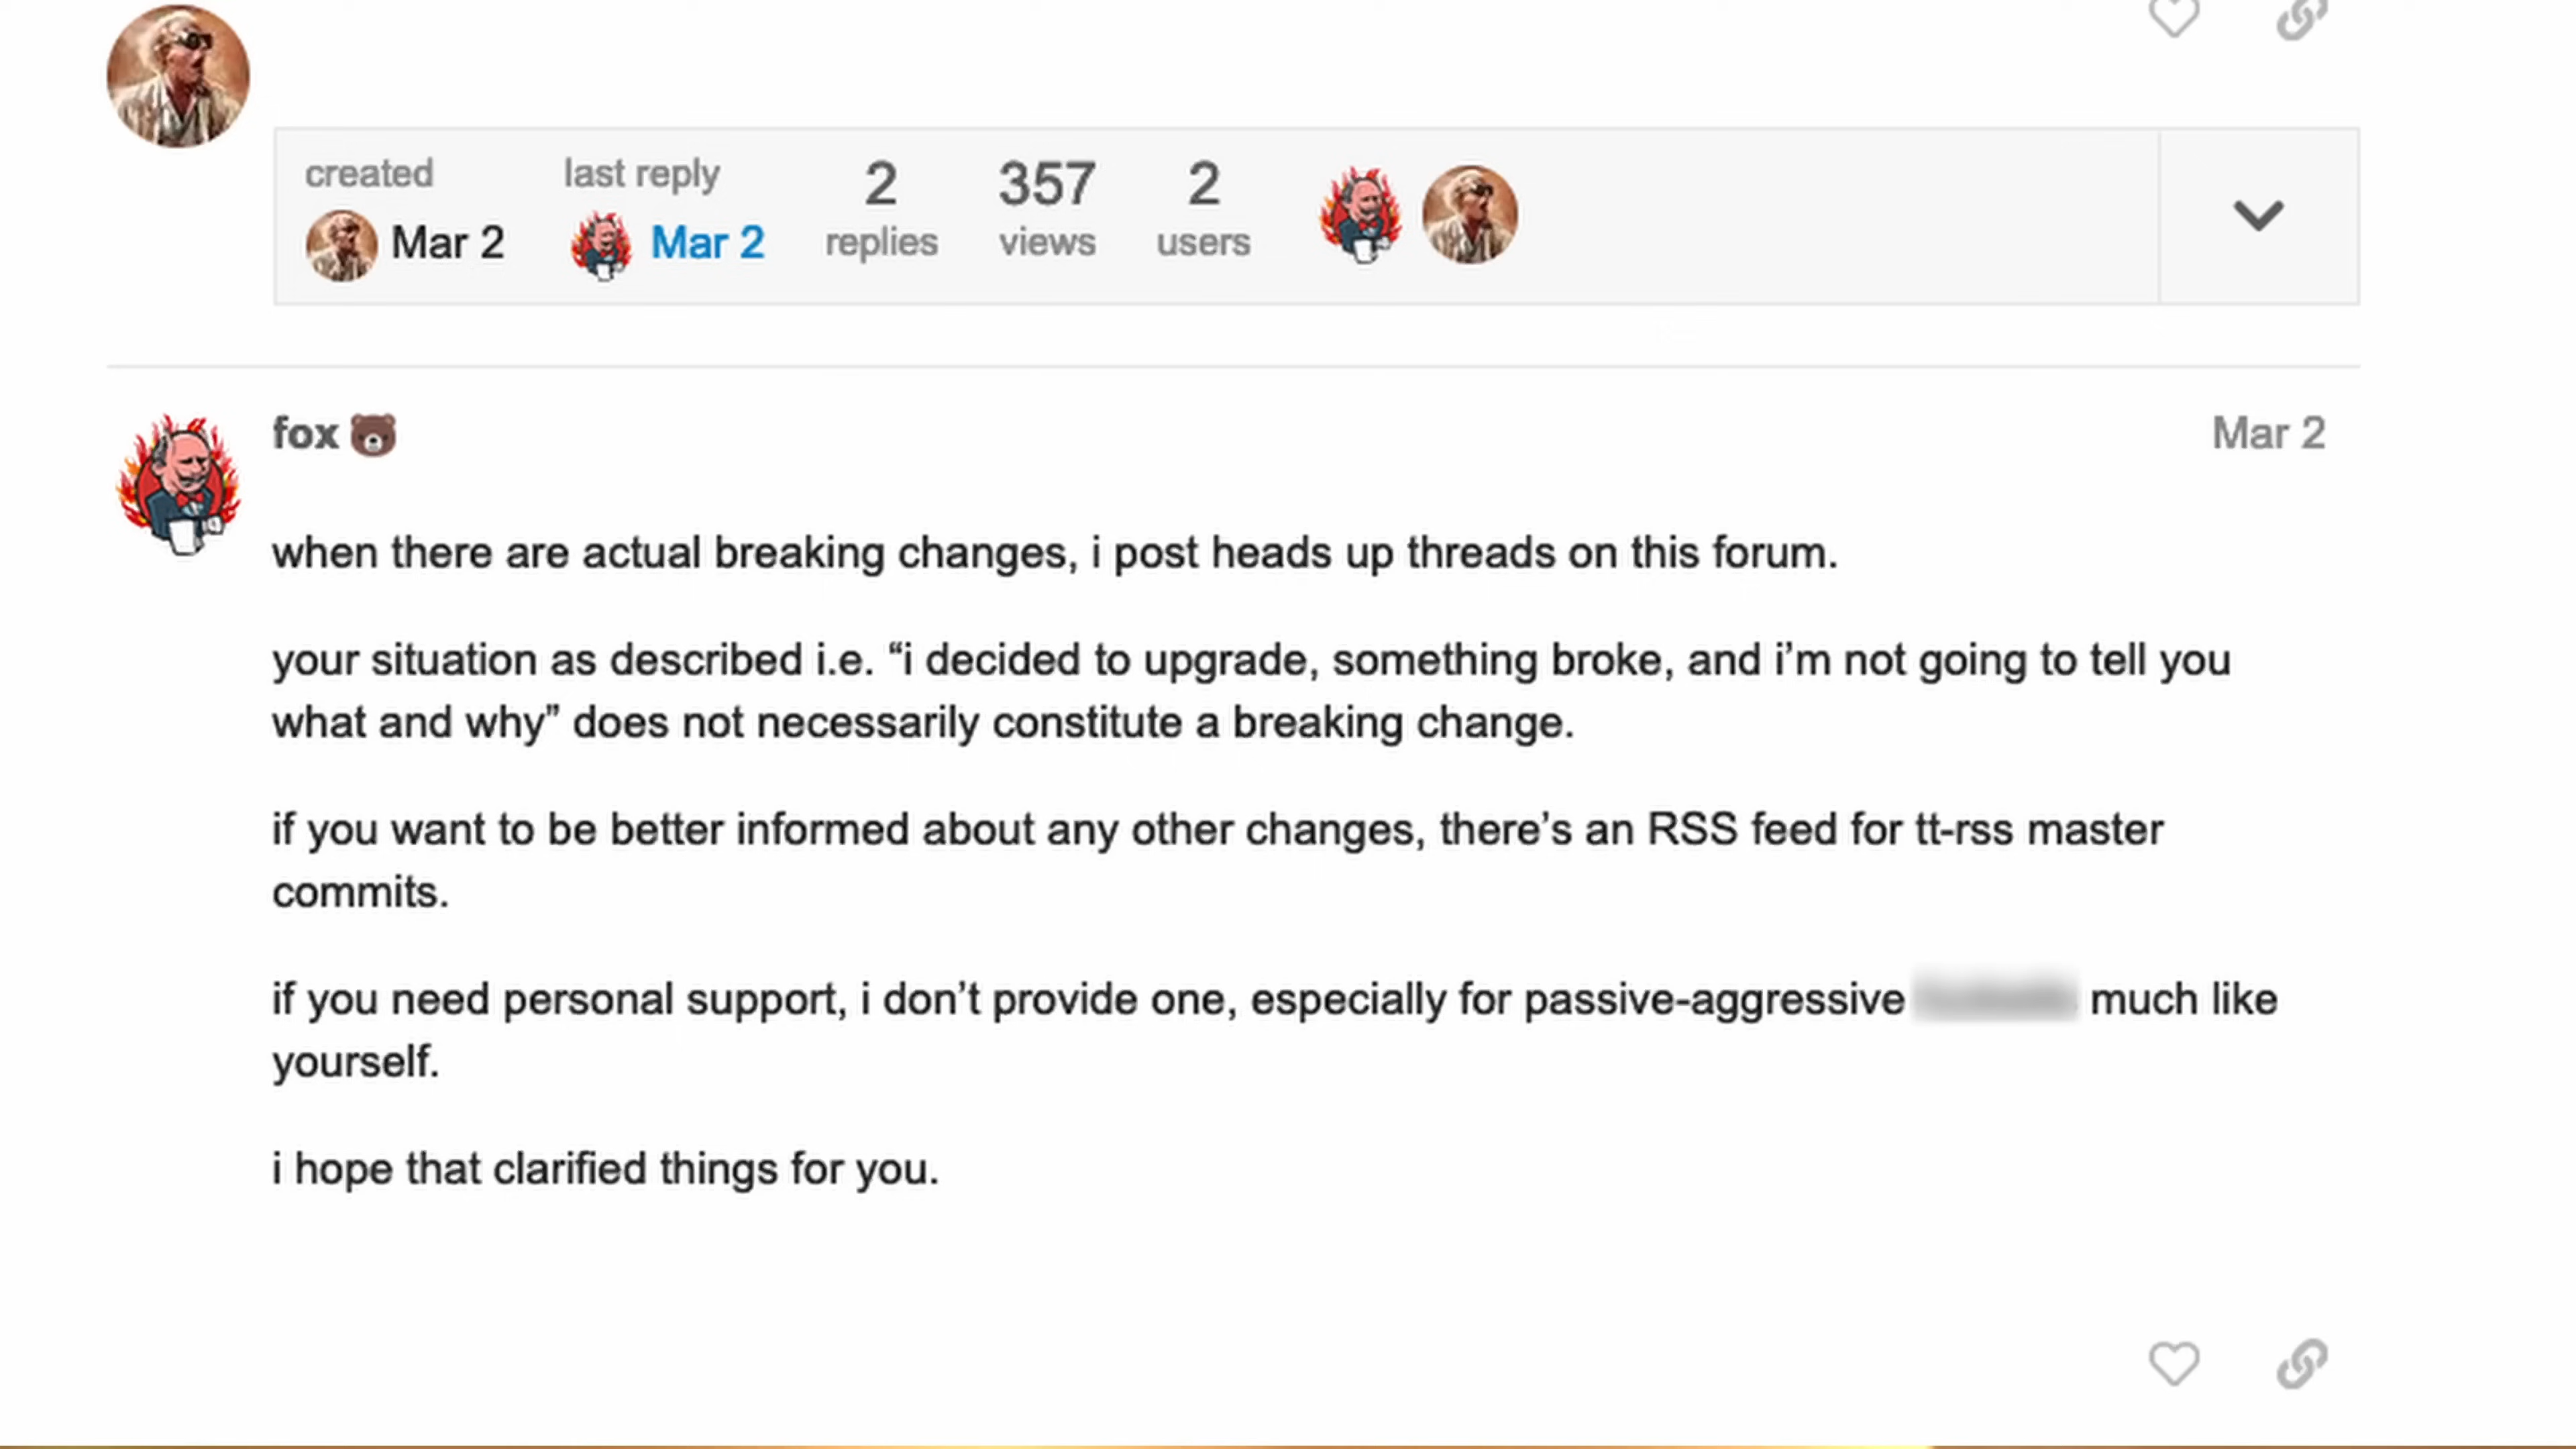 created
last reply
2
357
2
Mar 2
Mar 2
replies
views
users
fox
Mar 2
when there are actual breaking changes, i post heads up threads on this forum.
your situation as described i.e. “i decided to upgrade, something broke, and i’m not going to tell you
what and why” does not necessarily constitute a breaking change.
if you want to be better informed about any other changes, there’s an RSS feed for tt-rss master
commits.
if you need personal support, i don’t provide one, especially for passive-aggressive much like
yourself.
i hope that clarified things for you.